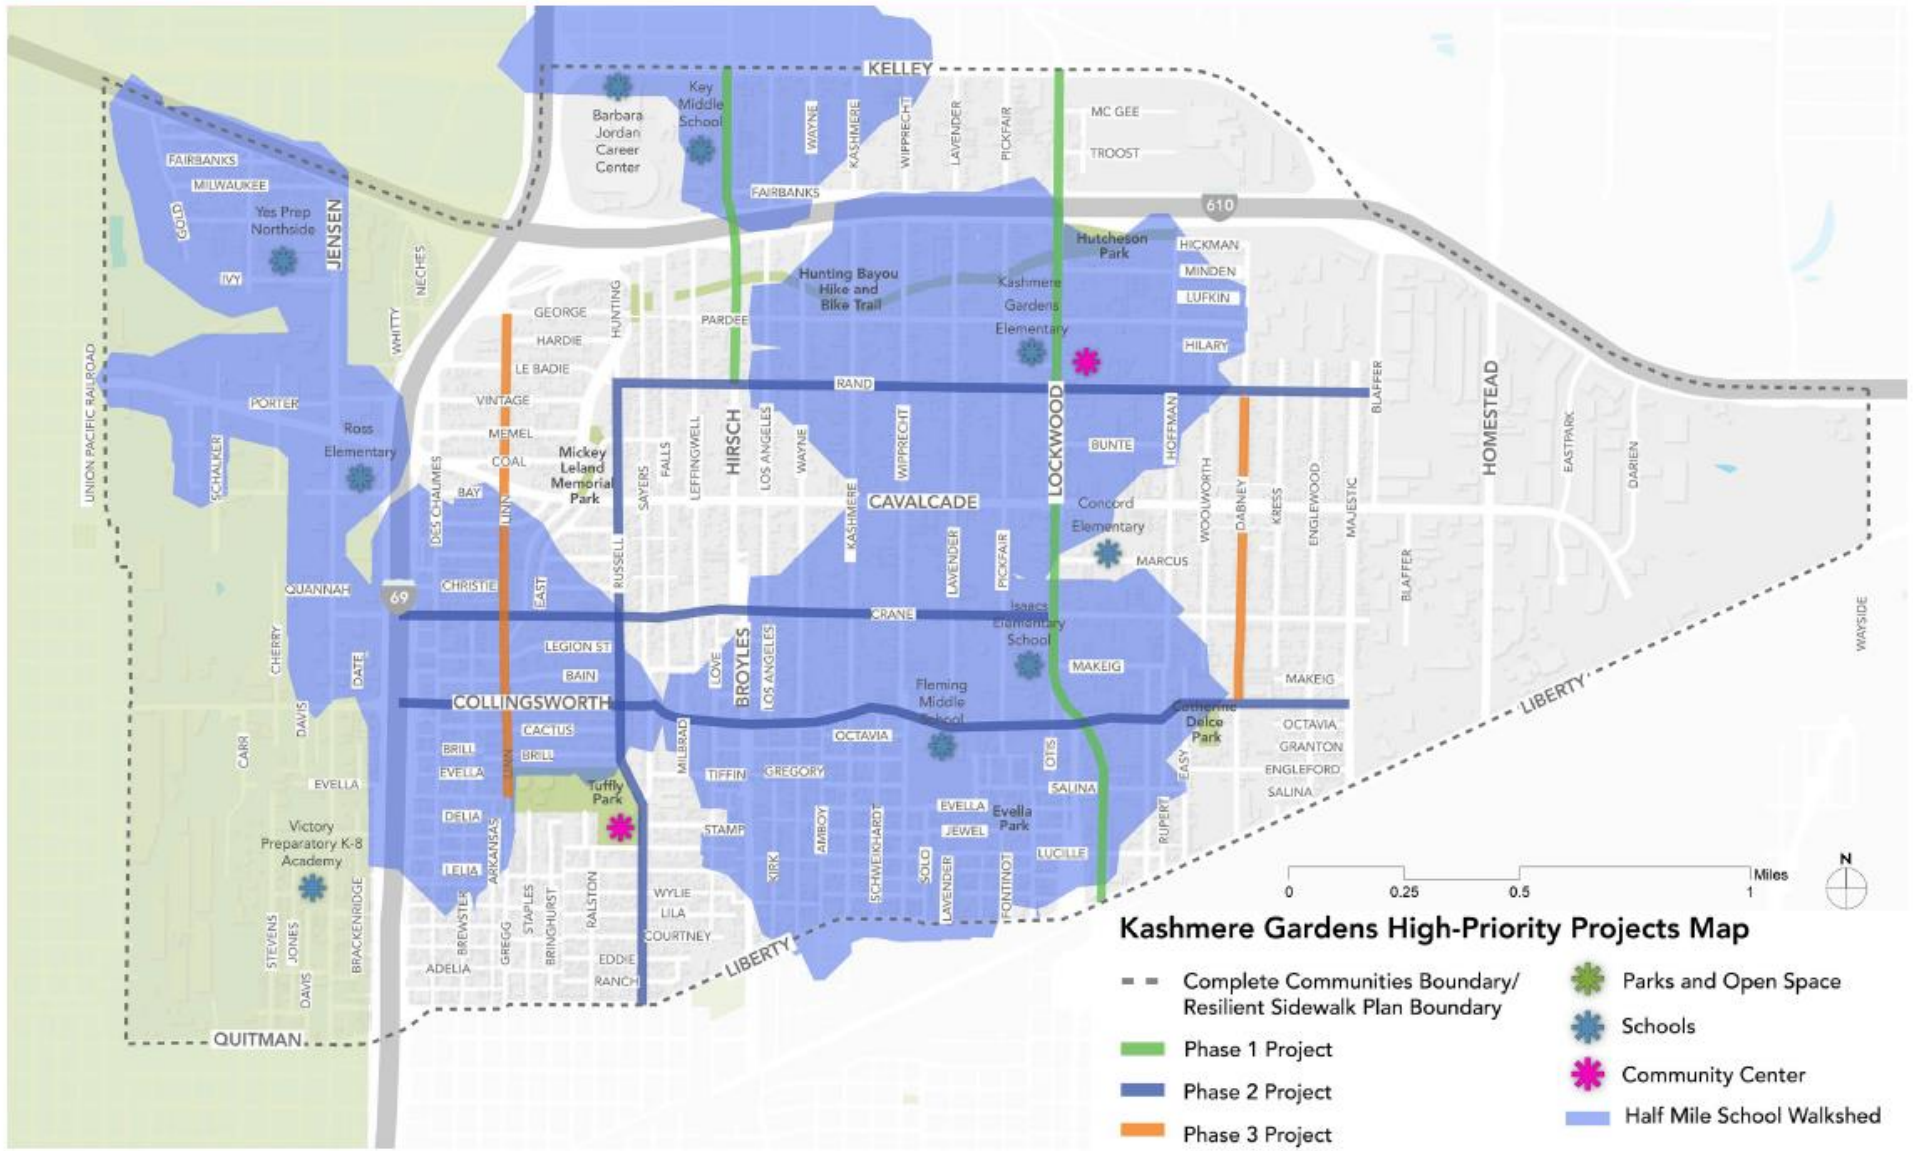 KELLEY
Key
Middle
School
Barbara
Jordan
Career
Center
WAYNE
KASHMERE
WIPPRECHT
LAVENDER
PICKFAIR
MC GEE
TROOST
FAIRBANKS
MILWAUKEE
GOLD
Yes Prep
Northside
JENSEN
IVY
NECHES
WHITTY
FAIRBANKS
610
Hutcheson
Park
HICKMAN
MINDEN
LUFKIN
HILARY
Hunting Bayou
Hike and
Bike Trail
Kashmere
Gardens
Elementary
GEORGE
HUNTING
PARDEE
HARDIE
LE BADIE
UNION PACIFIC RAILROAD
VINTAGE
MEMEL
COAL
RAND
BLAFFER
HOMESTEAD
PORTER
Ross
Elementary
SCHALKER
DES CHAUMES
BAY
LINN
Mickey
Leland
Memorial
Park
SAYERS
FALLS
LEFFINGWELL
HIRSCH
LOS ANGELES
WAYNE
WIPPRECHT
LOCKWOOD
BUNTE
HOFFMAN
EASTPARK
DARIEN
KASHMERE
CAVALCADE
Concord
Elementary
WOOLWORTH
DABNEY
KRESS
ENGLEWOOD
MAJESTIC
RUSSELL
LAVENDER
PICKFAIR
MARCUS
BLAFFER
QUANNAH
69
CHRISTIE
EAST
CRANE
Isaacs
Elementary
School
WAYSIDE
CHERRY
DATE
LEGION ST
BAIN
LOVE
BROYLES
LOS ANGELES
MAKEIG
MAKEIG
Fleming
Middle
School
LIBERTY
COLLINGSWORTH
DAVIS
CARR
CACTUS
BRILL
BRILL
MILBRAD
OCTAVIA
OTIS
Catherine
Delce
Park
OCTAVIA
GRANTON
EASY
ENGLEFORD
SALINA
EVELLA
EVELLA
LINN
Tuffly
Park
TIFFIN
GREGORY
SALINA
DELIA
ARKANSAS
STAMP
AMBOY
SCHWEIKHARDT
EVELLA
JEWEL
Evella
Park
RUPERT
Victory
Preparatory K-8
Academy
LELIA
KIRK
SOLO
LAVENDER
FONTINOT
LUCILLE
STEVENS
JONES
DAVIS
BRACKENRIDGE
BREWSTER
GREGG
STAPLES
BRINGHURST
RALSTON
WYLIE
LILA
COURTNEY
ADELIA
EDDIE
RANCH
LIBERTY
QUITMAN
0
0.25
0.5
1
Miles
N
Kashmere Gardens High-Priority Projects Map
Complete Communities Boundary/
Resilient Sidewalk Plan Boundary
Phase 1 Project
Phase 2 Project
Phase 3 Project
Parks and Open Space
Schools
Community Center
Half Mile School Walkshed